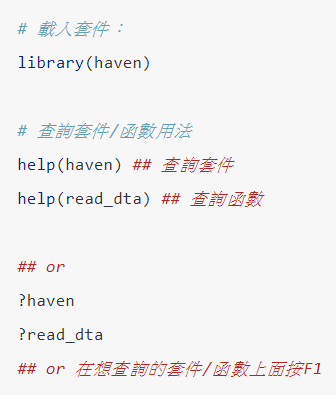 # 載入套件：
library(haven)
# 查詢套件/函數用法
help(haven) ## 查詢套件
help(read_dta) ## 查詢函數
## or
?haven
?read_dta
## or 在想查詢的套件/函數上面按F1